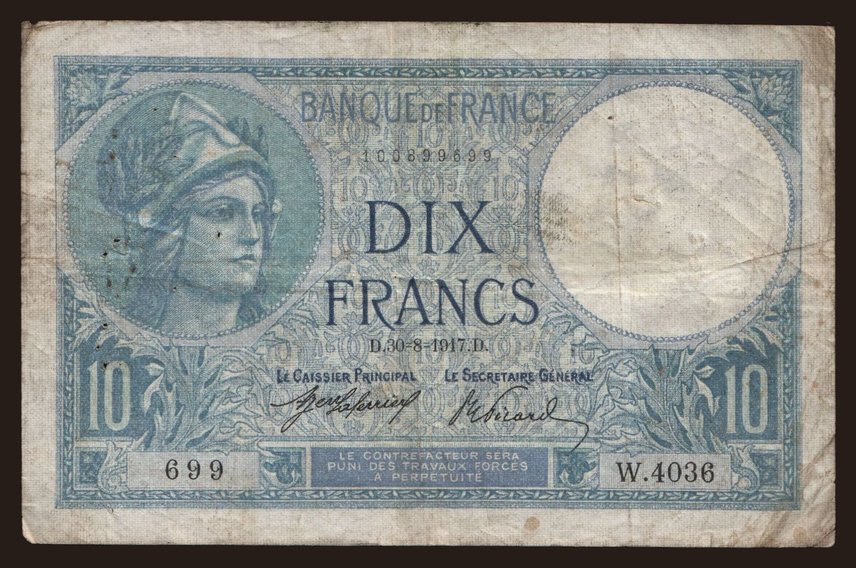 BANQUE DE FRANCE
100899699
DIX
FRANCS
D.30-8-1917.D.
LE CAISSIER PRINCIPAL LE SECRETAIRE GÉNÉRAL
10 10
699 W.4036
LE CONTREFACTEUR SERA
PUNI DES TRAVAUX FORCÉS
À PERPÉTUITÉ